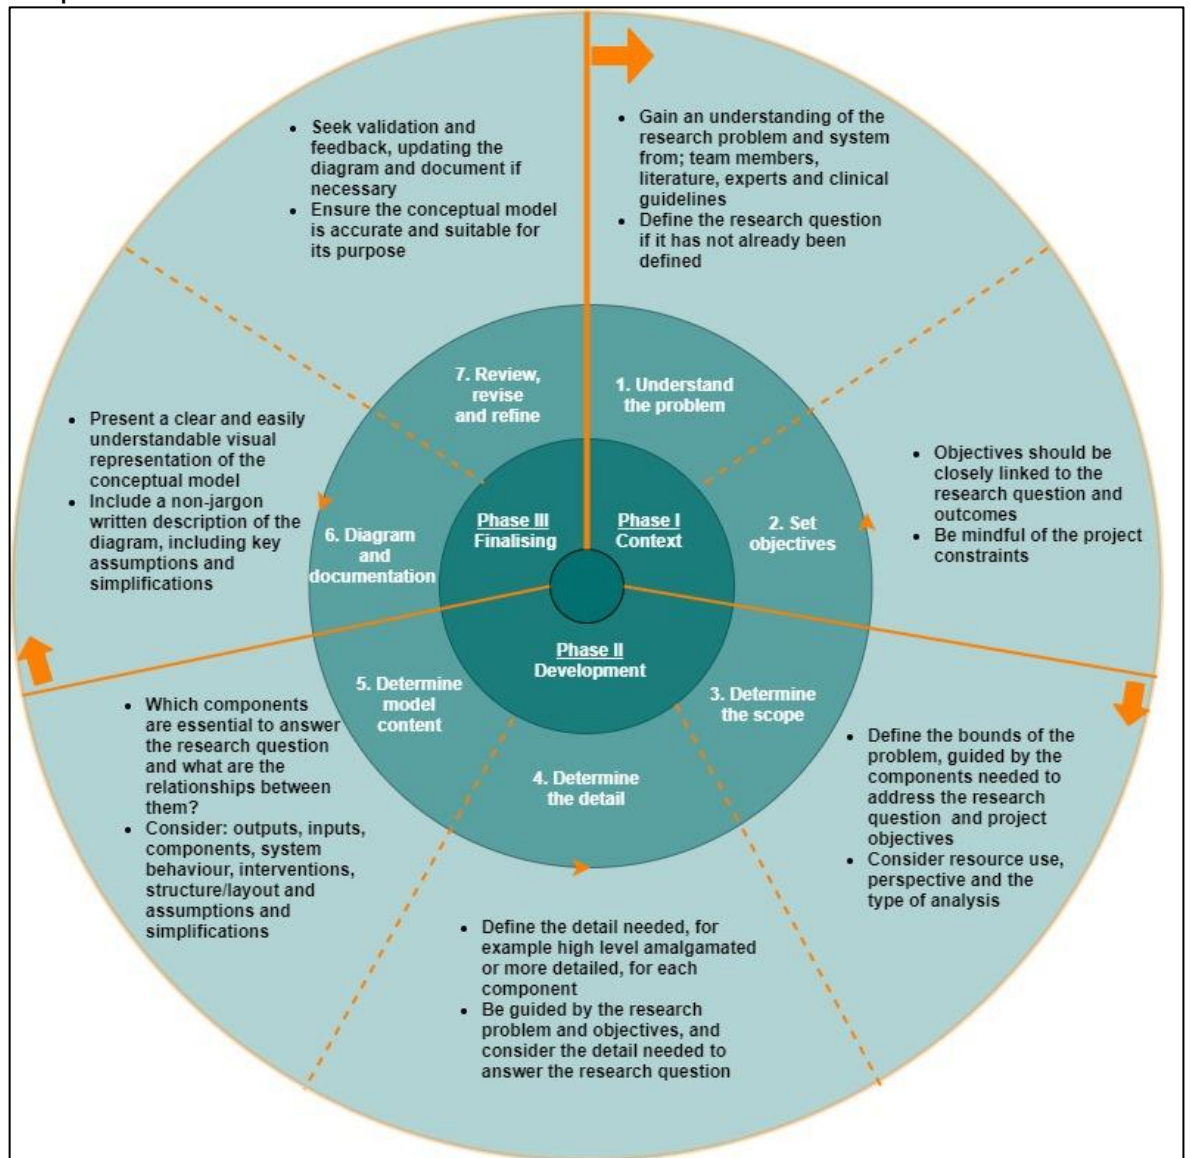 Phase I
Context
1. Understand
the problem
• Gain an understanding of the
research problem and system
from; team members,
literature, experts and clinical
guidelines
• Define the research question
if it has not already been
defined
2. Set
objectives
• Objectives should be
closely linked to the
research question and
outcomes
• Be mindful of the project
constraints
Phase II
Development
3. Determine
the scope
• Define the bounds of the
problem, guided by the
components needed to
address the research
question and project
objectives
• Consider resource use,
perspective and the
type of analysis
4. Determine
the detail
• Define the detail needed, for
example high level amalgamated
or more detailed, for each
component
• Be guided by the research
problem and objectives, and
consider the detail needed to
answer the research question
5. Determine
model
content
• Which components
are essential to answer
the research question
and what are the
relationships between
them?
• Consider: outputs, inputs,
components, system
behaviour, interventions,
structure/layout and
assumptions and
simplifications
Phase III
Finalising
6. Diagram
and
documentation
• Present a clear and easily
understandable visual
representation of the
conceptual model
• Include a non-jargon
written description of the
diagram, including key
assumptions and
simplifications
7. Review,
revise
and refine
• Seek validation and
feedback, updating the
diagram and document if
necessary
• Ensure the conceptual model
is accurate and suitable for
its purpose